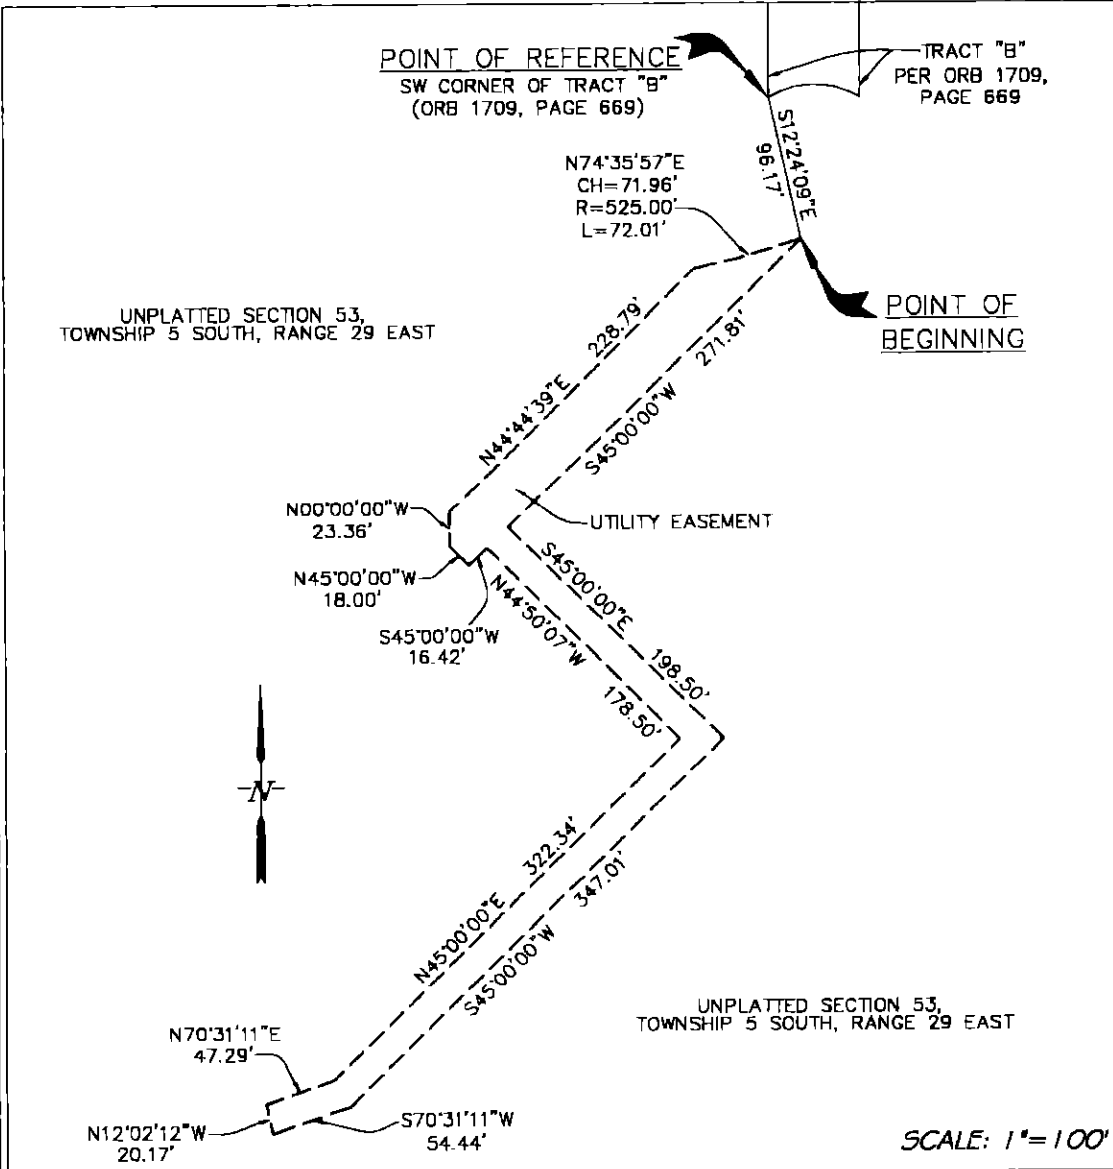 POINT OF REFERENCE
SW CORNER OF TRACT "B"
(ORB 1709, PAGE 669)
TRACT "B"
PER ORB 1709,
PAGE 669
S12°24'09"E
96.17'
N74°35'57"E
CH=71.96'
R=525.00'
L=72.01'
POINT OF
BEGINNING
UNPLATTED SECTION 53,
TOWNSHIP 5 SOUTH, RANGE 29 EAST
N44°44'39"E 228.79'
S45°00'00"W 271.81'
N00°00'00"W
23.36'
UTILITY EASEMENT
N45°00'00"W
18.00'
S45°00'00"W
16.42'
S45°00'00"E 198.50'
N44°50'07"W 178.50'
N
N45°00'00"E 322.34'
S45°00'00"W 347.01'
UNPLATTED SECTION 53,
TOWNSHIP 5 SOUTH, RANGE 29 EAST
N70°31'11"E
47.29'
N12°02'12"W
20.17'
S70°31'11"W
54.44'
SCALE: 1"=100'